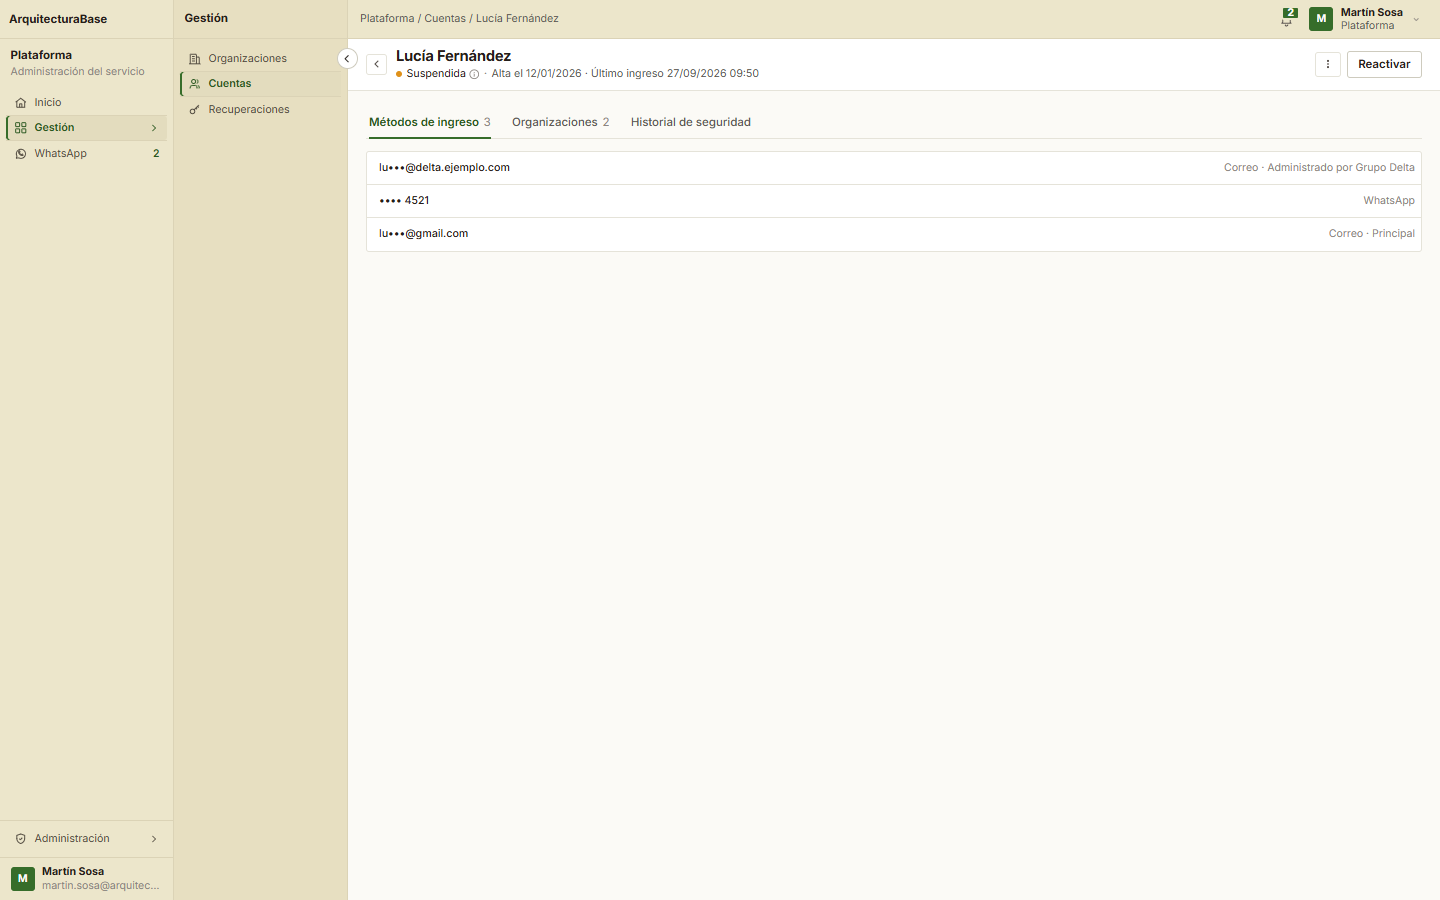 ArquitecturaBase
Plataforma
Administración del servicio
Inicio
Gestión
WhatsApp 2
Administración
M
Martín Sosa
martin.sosa@arquitec...
Gestión
Organizaciones
Cuentas
Recuperaciones
Plataforma / Cuentas / Lucía Fernández
2
M
Martín Sosa
Plataforma
Lucía Fernández
Suspendida · Alta el 12/01/2026 · Último ingreso 27/09/2026 09:50
Reactivar
Métodos de ingreso 3 Organizaciones 2 Historial de seguridad
lu•••@delta.ejemplo.com Correo · Administrado por Grupo Delta
•••• 4521 WhatsApp
lu•••@gmail.com Correo · Principal